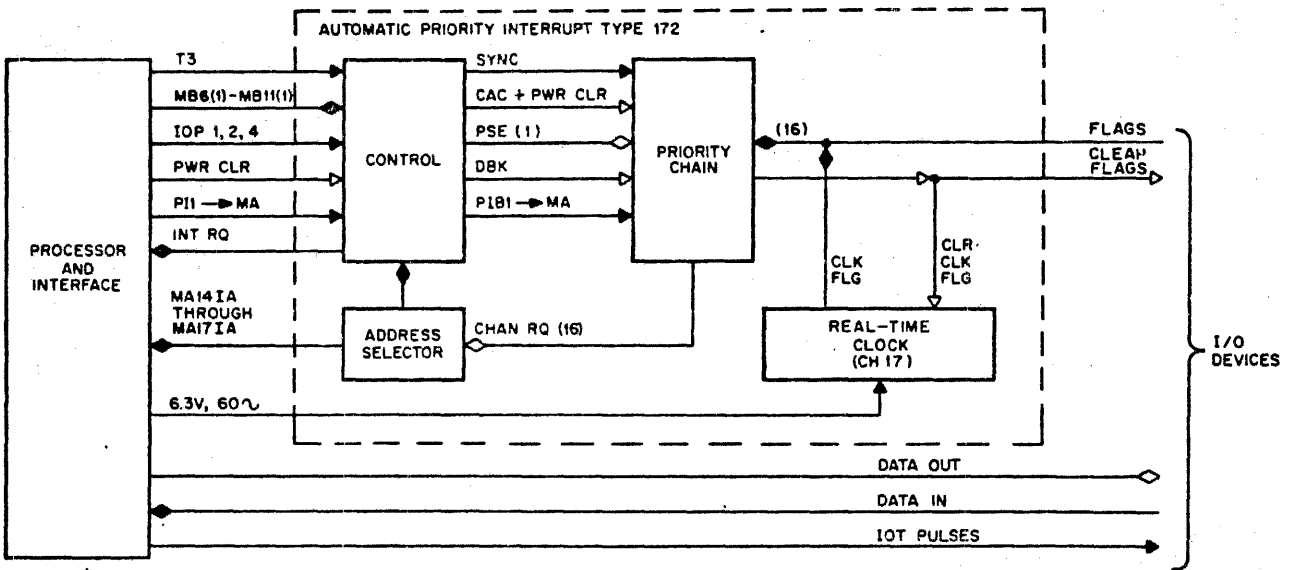 AUTOMATIC PRIORITY INTERRUPT TYPE 172
T3
MB6(1)-MB11(1)
IOP 1, 2, 4
PWR CLR
PI1 → MA
INT RQ
PROCESSOR
AND
INTERFACE
MA14IA
THROUGH
MA17IA
6.3V, 60∿
CONTROL
SYNC
CAC + PWR CLR
PSE (1)
DBK
PIB1 → MA
PRIORITY
CHAIN
ADDRESS
SELECTOR
CHAN RQ (16)
(16)
FLAGS
CLEAR
FLAGS
CLK
FLG
CLR
CLK
FLG
REAL-TIME
CLOCK
(CH 17)
I/O
DEVICES
DATA OUT
DATA IN
IOT PULSES